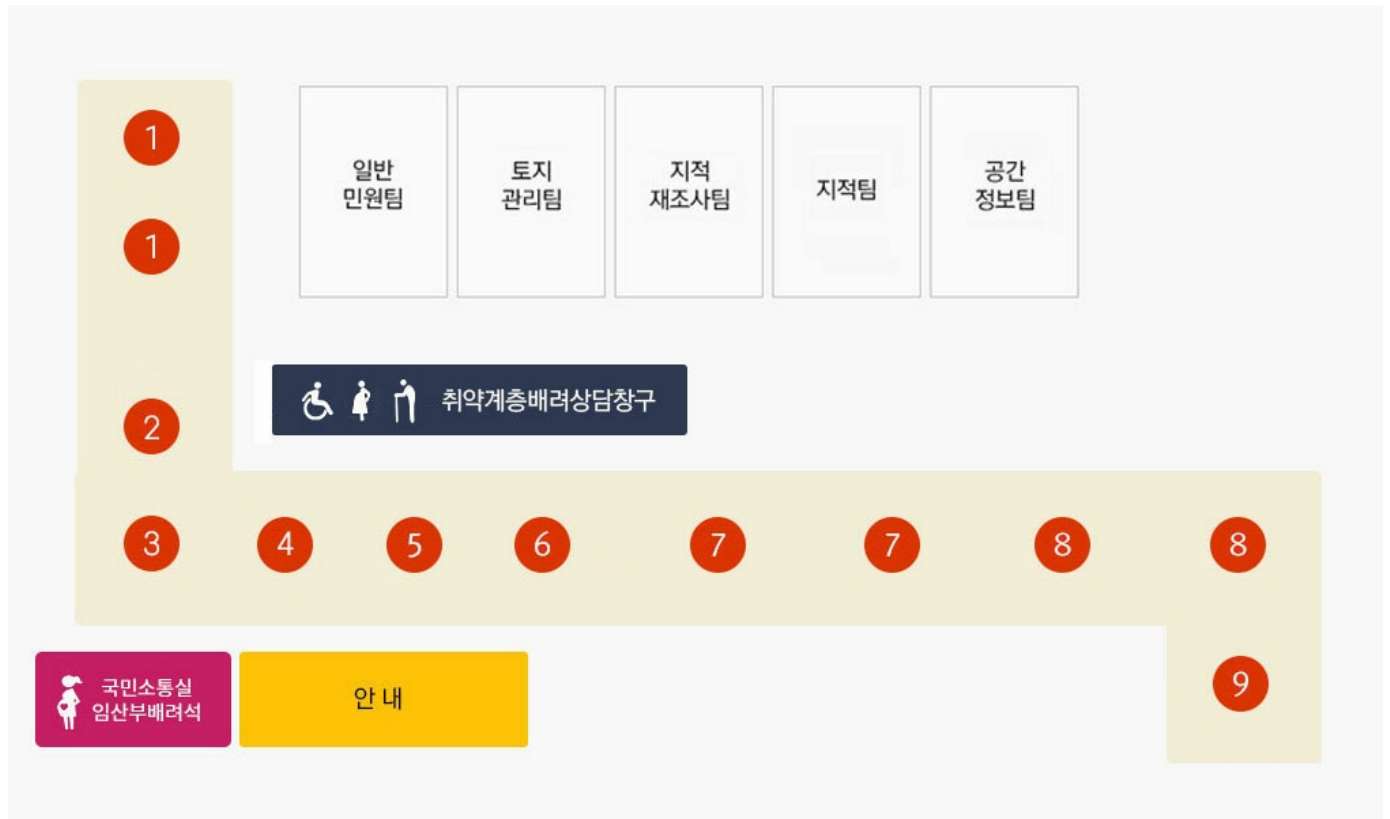 1
일반
민원팀
토지
관리팀
지적
재조사팀
지적팀
공간
정보팀
1
취약계층배려상담창구
2
3 4 5 6 7 7 8 8
국민소통실
임산부배려석
안 내
9